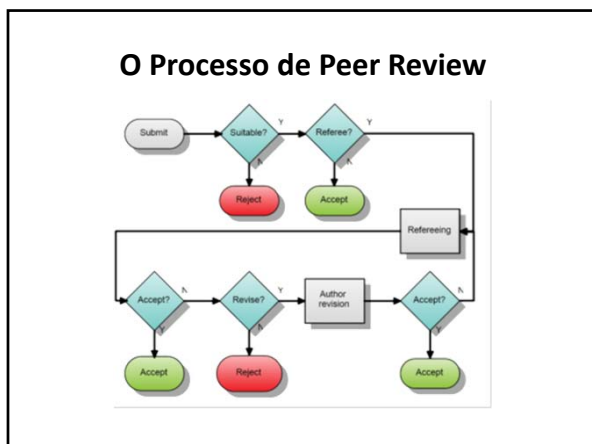 O Processo de Peer Review
Submit
Suitable?
Y
Referee?
Y
N
N
Reject
Accept
Refereeing
Accept?
N
Revise?
Y
Author
revision
Accept?
N
Y
N
Y
Accept
Reject
Accept